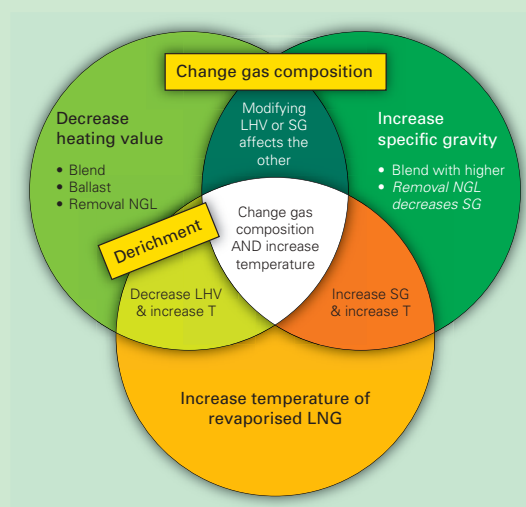 Change gas composition
Decrease
heating value
• Blend
• Ballast
• Removal NGL
Modifying
LHV or SG
affects the
other
Increase
specific gravity
• Blend with higher
• Removal NGL
decreases SG
Derichment
Change gas
composition
AND increase
temperature
Decrease LHV
& increase T
Increase SG
& increase T
Increase temperature of
revaporised LNG